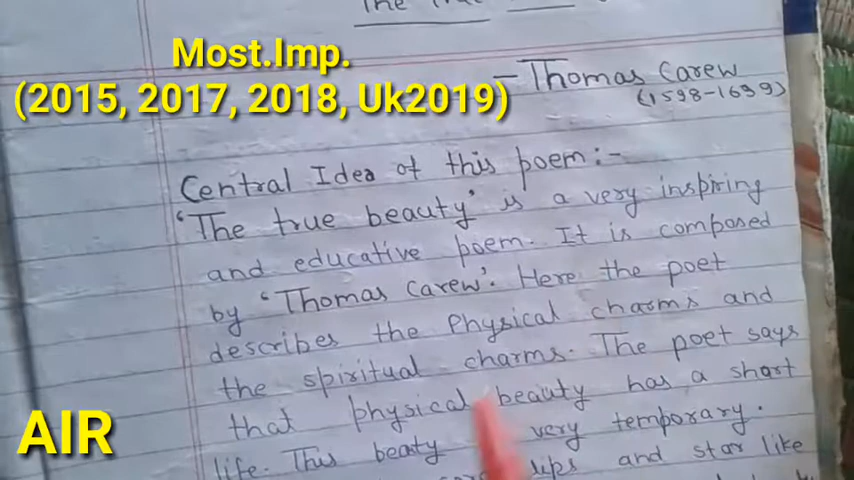 The True
Most.Imp.
(2015, 2017, 2018, Uk2019)
- Thomas Carew
(1598-1639)
Central Idea of this poem:-
'The true beauty' is a very inspiring
and educative poem. It is composed
by 'Thomas Carew'. Here the poet
describes the Physical charms and
the spiritual charms. The poet says
that physical beauty has a short
life. This beaty very temporary.
lips and star like
AIR